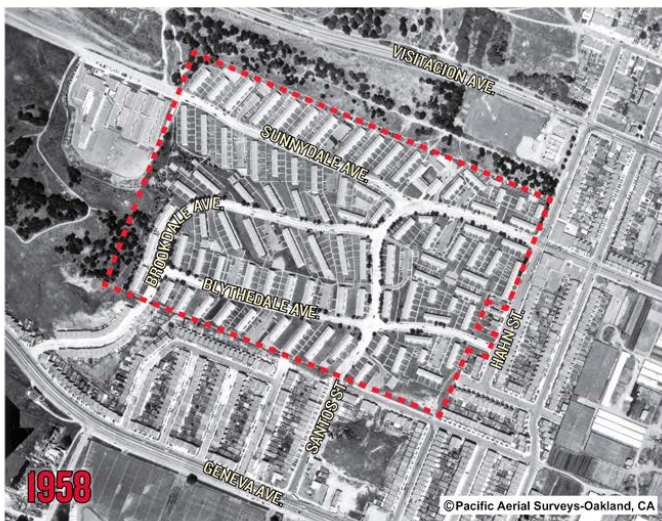 VISITACION AVE.
SUNNYDALE AVE.
BROOKDALE AVE.
BLYTHEDALE AVE.
HAHN ST.
SANTOS ST
GENEVA AVE.
1958
©Pacific Aerial Surveys-Oakland, CA